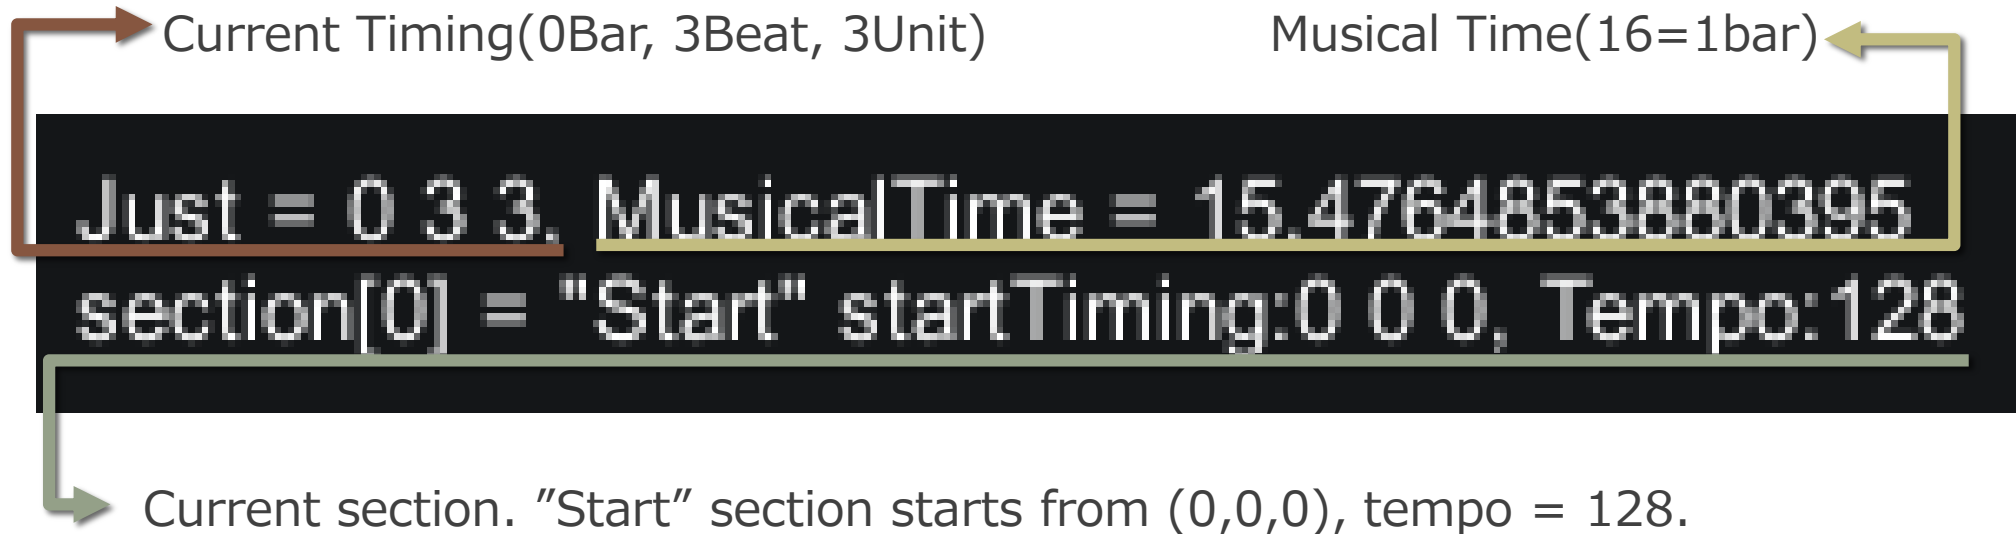 Current Timing(0Bar, 3Beat, 3Unit)
Musical Time(16=1bar)
Just = 0 3 3, MusicalTime = 15.4764853880395
section[0] = "Start" startTiming:0 0 0, Tempo:128
Current section. ”Start” section starts from (0,0,0), tempo = 128.